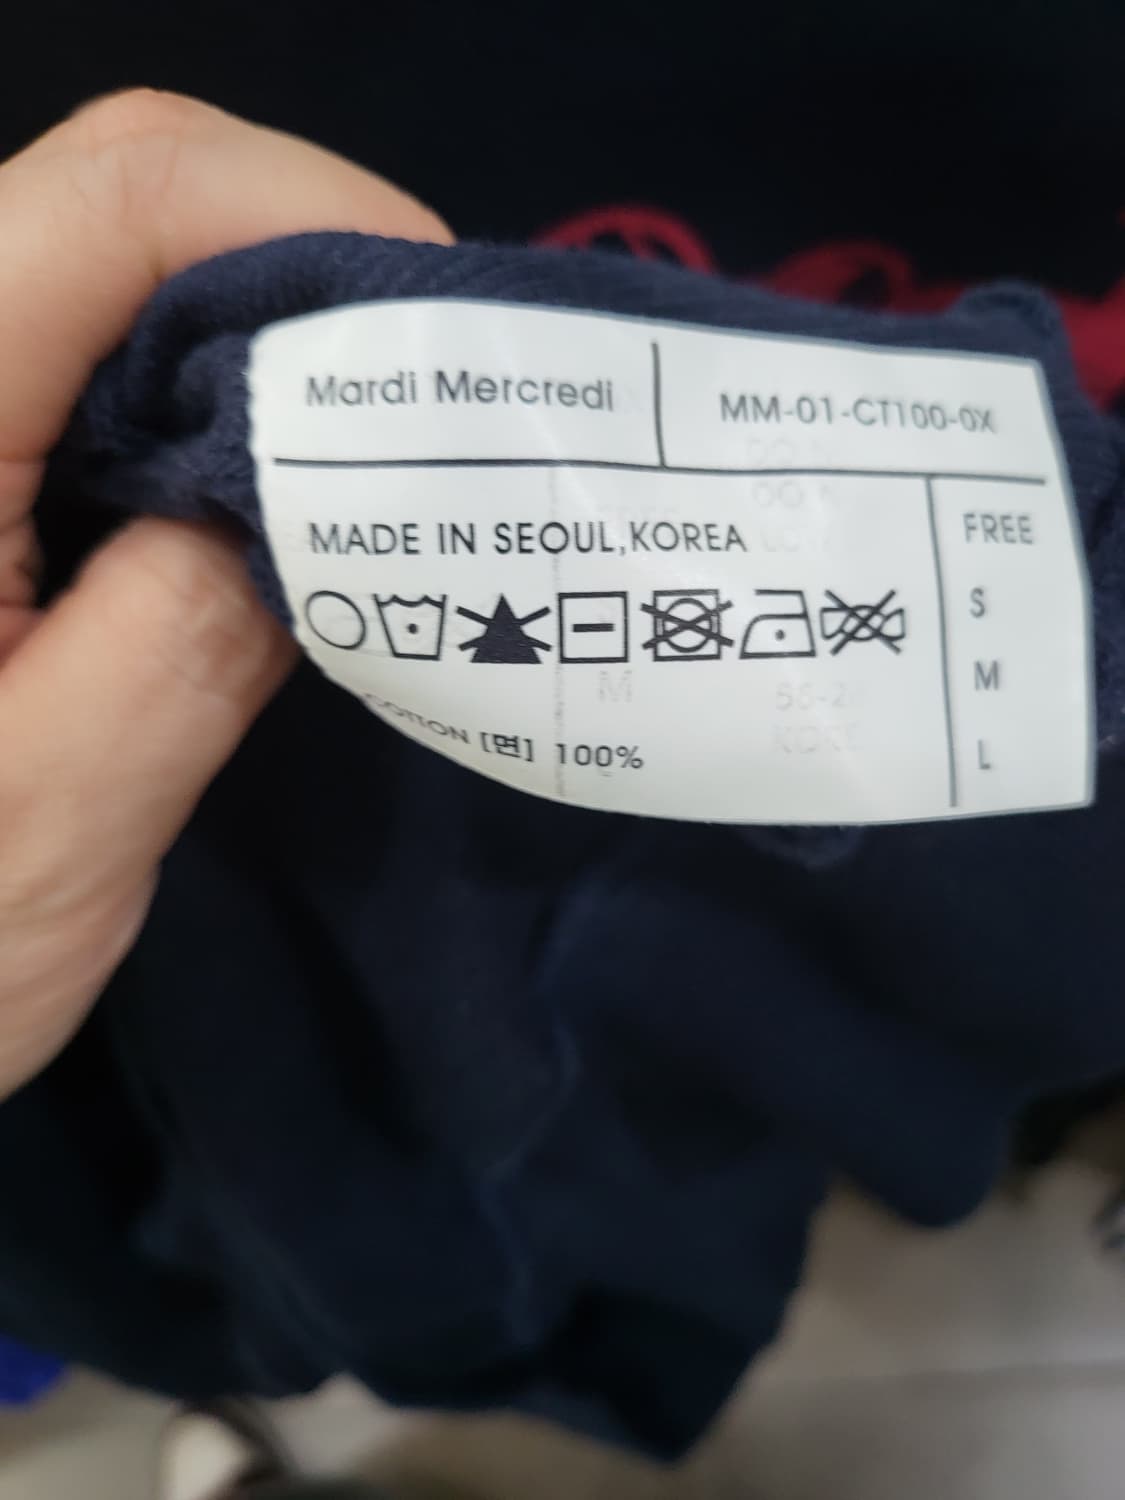 Mardi Mercredi
MM-01-CT100-0X
MADE IN SEOUL,KOREA
COTTON [면] 100%
FREE
S
M
L